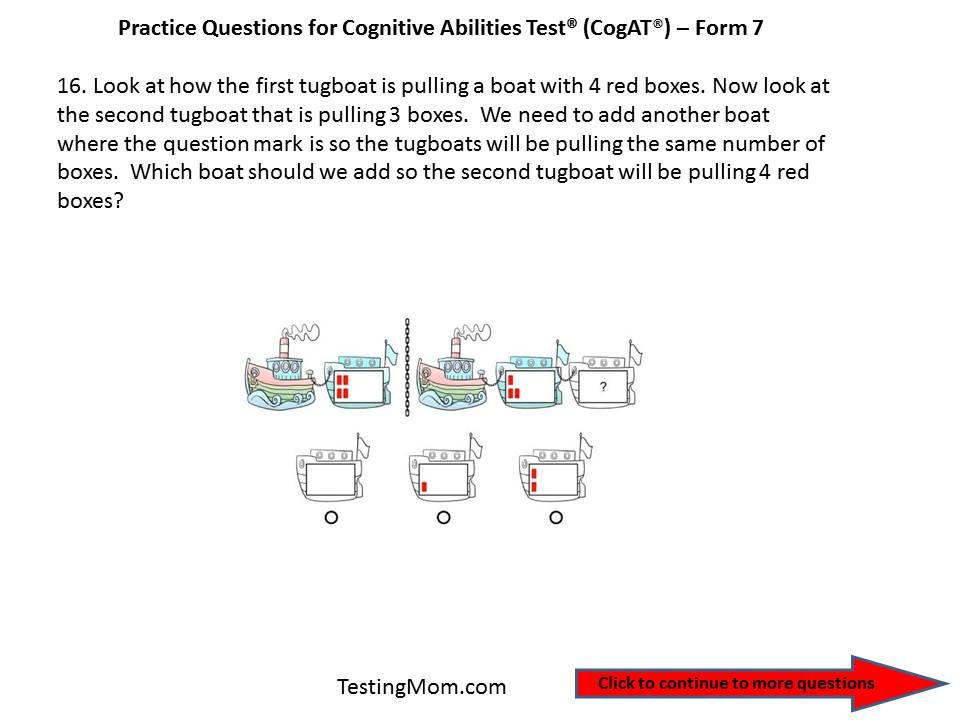 Practice Questions for Cognitive Abilities Test® (CogAT®) – Form 7
16. Look at how the first tugboat is pulling a boat with 4 red boxes. Now look at
the second tugboat that is pulling 3 boxes. We need to add another boat
where the question mark is so the tugboats will be pulling the same number of
boxes. Which boat should we add so the second tugboat will be pulling 4 red
boxes?
?
TestingMom.com
Click to continue to more questions